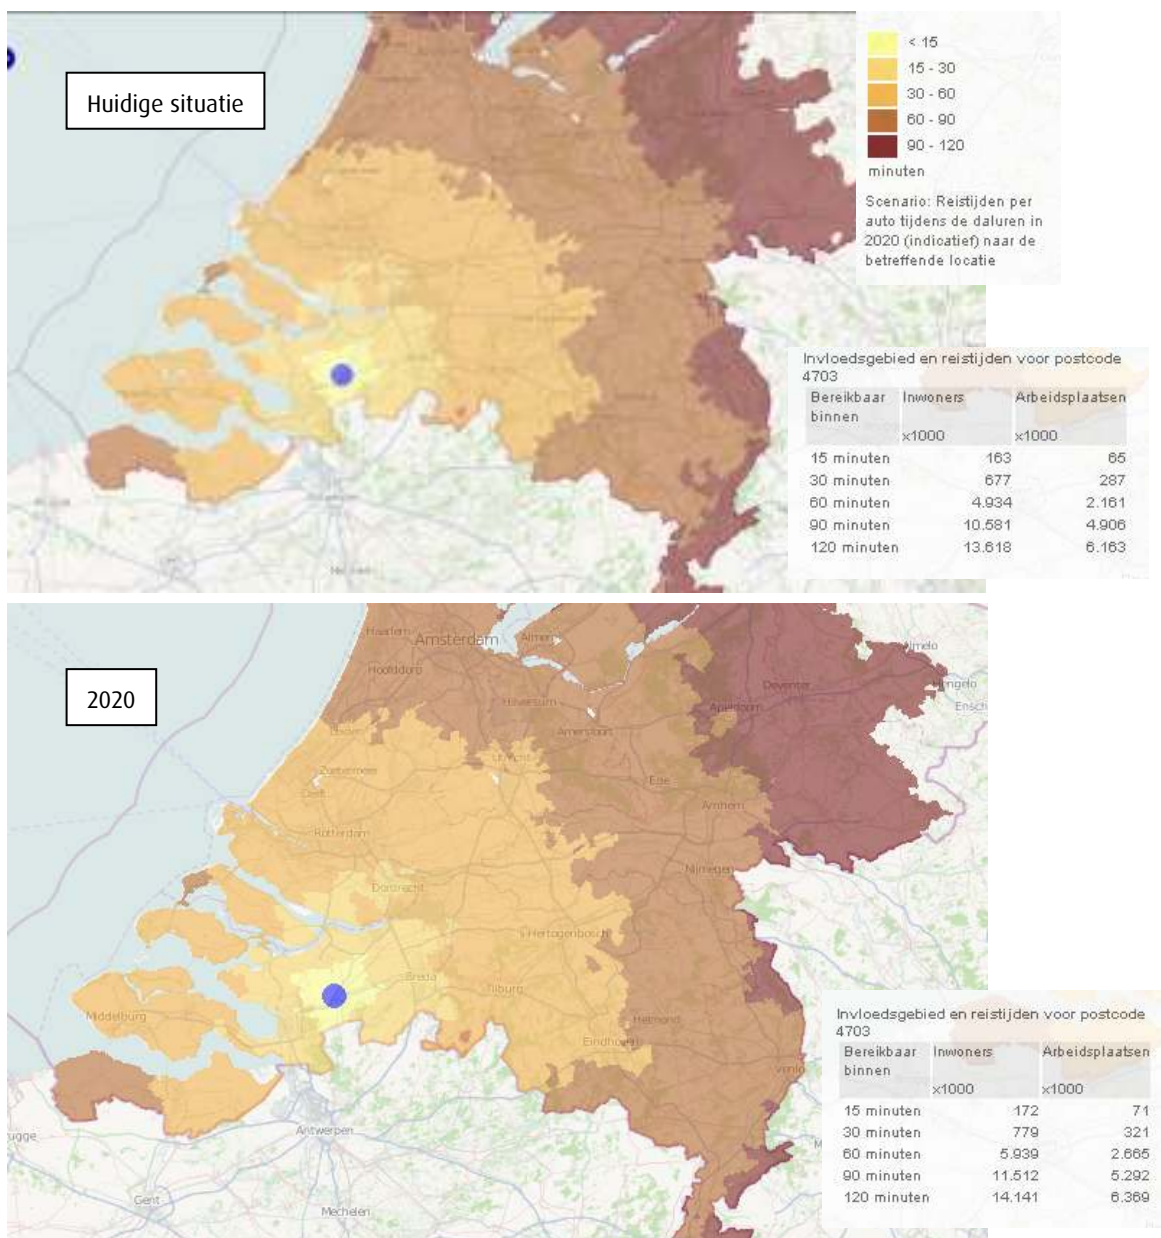 Huidige situatie
< 15
15 - 30
30 - 60
60 - 90
90 - 120
minuten
Scenario: Reistijden per
auto tijdens de daluren in
2020 (indicatief) naar de
betreffende locatie
Invloedsgebied en reistijden voor postcode
4703
Bereikbaar Inwoners Arbeidsplaatsen
binnen
x1000 x1000
15 minuten 163 65
30 minuten 677 287
60 minuten 4.934 2.161
90 minuten 10.581 4.906
120 minuten 13.618 6.163
2020
Haarlem
Amsterdam
Almere
Almelo
Hoofddorp
Deventer
Hengelo
Hilversum
Apeldoorn
Ensch
Amersfoort
Leiden
Utrecht
Zoetermeer
Ede
Delft
Arnhem
Rotterdam
Nijmegen
Dordrecht
's Hertogenbosch
Breda
Tilburg
Middelburg
Helmond
Eindhoven
Venlo
Antwerpen
ugge
Gent
Mechelen
Invloedsgebied en reistijden voor postcode
4703
Bereikbaar Inwoners Arbeidsplaatsen
binnen
x1000 x1000
15 minuten 172 71
30 minuten 779 321
60 minuten 5.939 2.665
90 minuten 11.512 5.292
120 minuten 14.141 6.369